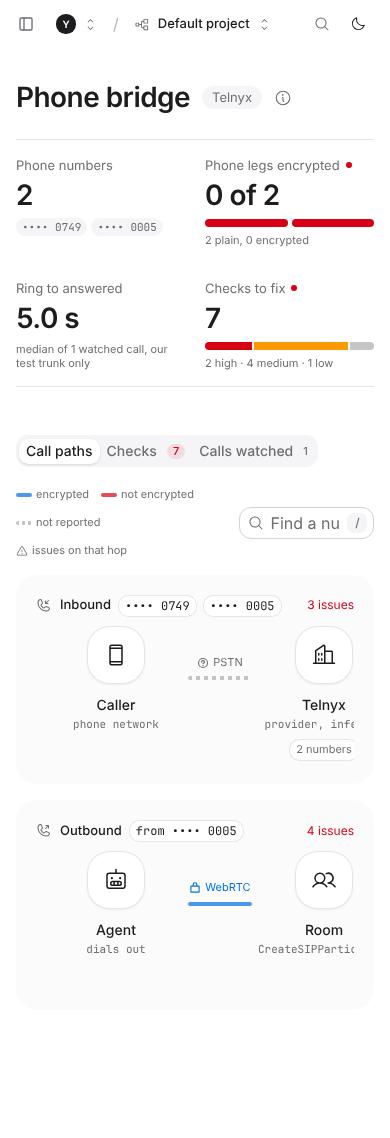 Y / Default project
Phone bridge Telnyx
Phone numbers
2
•••• 0749 •••• 0005
Phone legs encrypted
0 of 2
2 plain, 0 encrypted
Ring to answered
5.0 s
median of 1 watched call, our
test trunk only
Checks to fix
7
2 high · 4 medium · 1 low
Call paths Checks 7 Calls watched 1
encrypted not encrypted
not reported
issues on that hop
Find a nu /
Inbound •••• 0749 •••• 0005 3 issues
PSTN
Caller
phone network
Telnyx
provider, infe
2 numbers
Outbound from •••• 0005 4 issues
WebRTC
Agent
dials out
Room
CreateSIPPartic